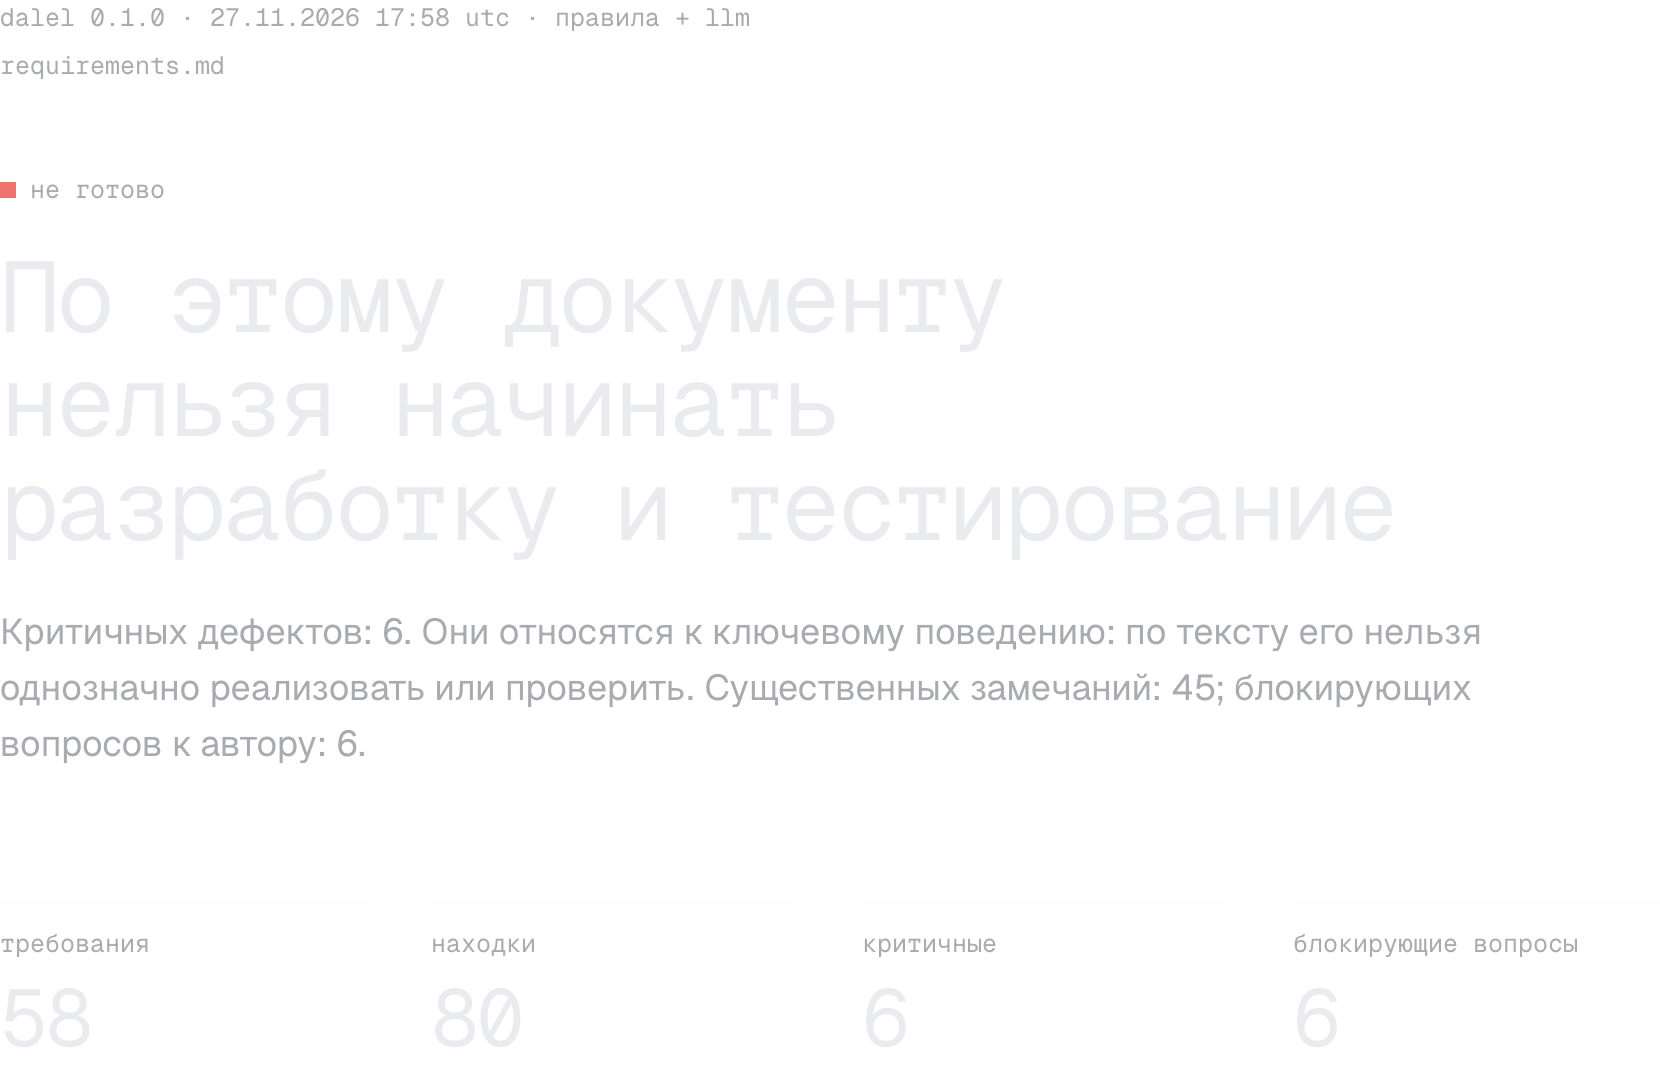 dalel 0.1.0 · 27.11.2026 17:58 utc · правила + llm
requirements.md
не готово
По этому документу
нельзя начинать
разработку и тестирование
Критичных дефектов: 6. Они относятся к ключевому поведению: по тексту его нельзя
однозначно реализовать или проверить. Существенных замечаний: 45; блокирующих
вопросов к автору: 6.
требования находки критичные блокирующие вопросы
58 80 6 6